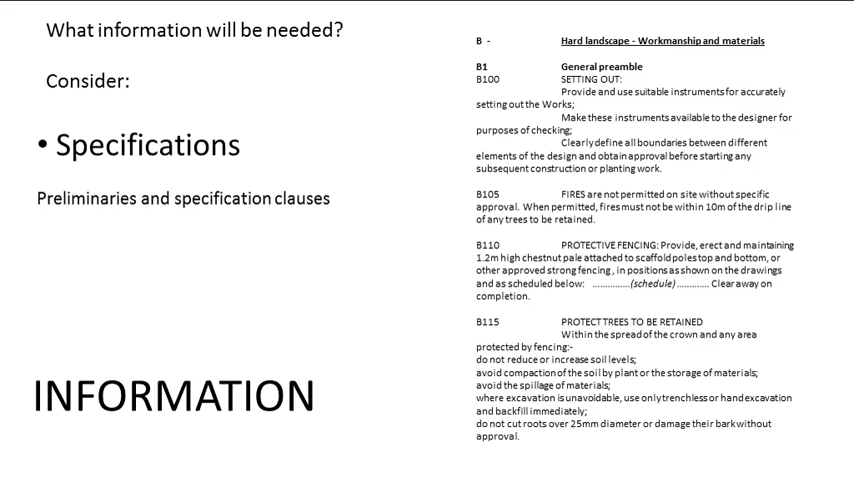 What information will be needed?
Consider:
• Specifications
Preliminaries and specification clauses
INFORMATION
B - Hard landscape - Workmanship and materials
B1 General preamble
B100 SETTING OUT:
Provide and use suitable instruments for accurately
setting out the Works;
Make these instruments available to the designer for
purposes of checking;
Clearly define all boundaries between different
elements of the design and obtain approval before starting any
subsequent construction or planting work.
B105 FIRES are not permitted on site without specific
approval. When permitted, fires must not be within 10m of the drip line
of any trees to be retained.
B110 PROTECTIVE FENCING: Provide, erect and maintaining
1.2m high chestnut pale attached to scaffold poles top and bottom, or
other approved strong fencing , in positions as shown on the drawings
and as scheduled below: ...............(schedule) ............. Clear away on
completion.
B115 PROTECT TREES TO BE RETAINED
Within the spread of the crown and any area
protected by fencing:-
do not reduce or increase soil levels;
avoid compaction of the soil by plant or the storage of materials;
avoid the spillage of materials;
where excavation is unavoidable, use only trenchless or hand excavation
and backfill immediately;
do not cut roots over 25mm diameter or damage their bark without
approval.